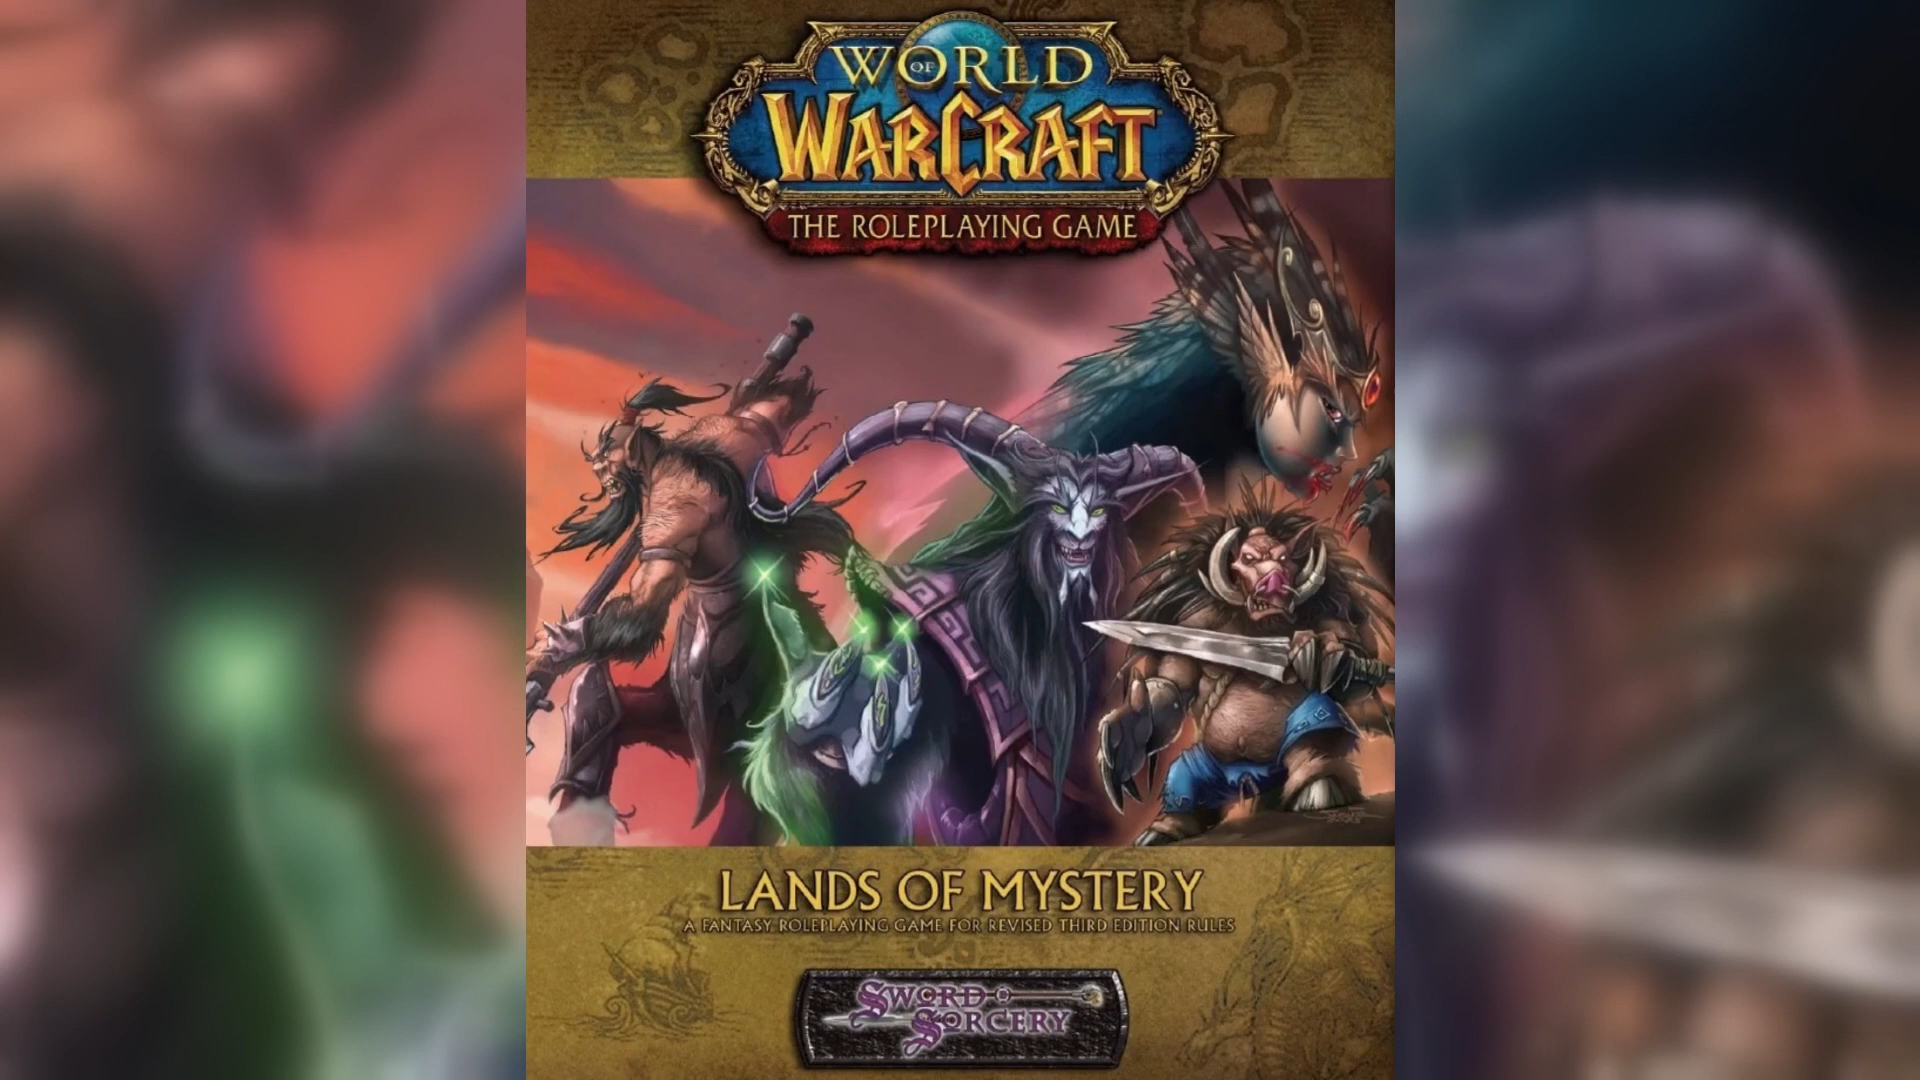 WORLD OF
WARCRAFT
THE ROLEPLAYING GAME
LANDS OF MYSTERY
A FANTASY ROLEPLAYING GAME FOR REVISED THIRD EDITION RULES
SWORD
SORCERY